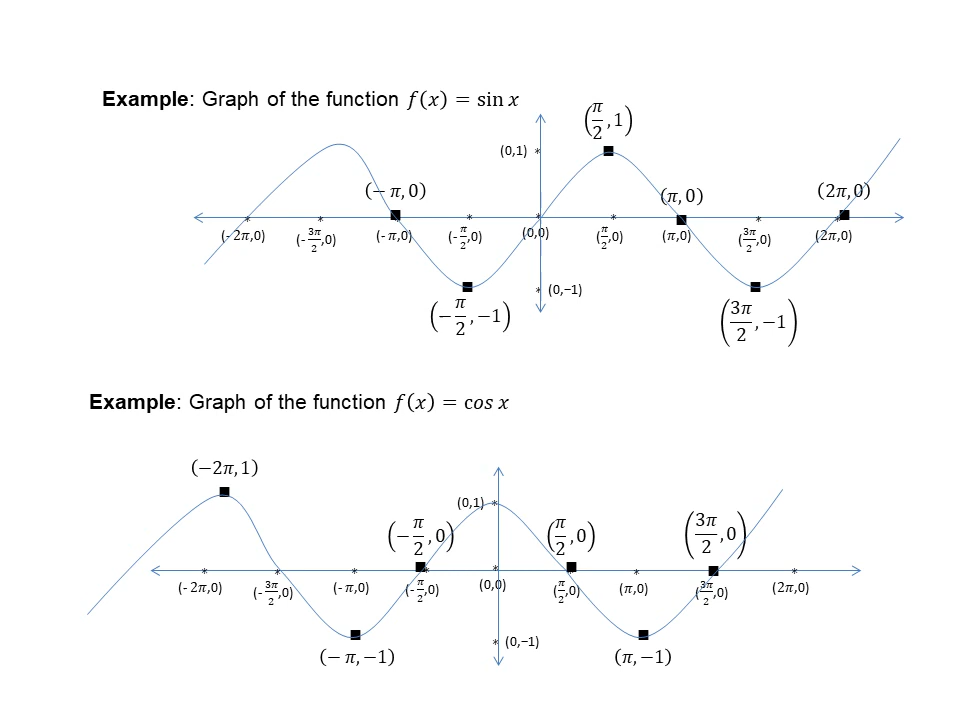 Example: Graph of the function f(x) = sin x
(π/2, 1)
(0,1)
(− π, 0)
(π, 0)
(2π, 0)
(- 2π,0) (-3π/2,0) (- π,0) (-π/2,0) (0,0) (π/2,0) (π,0) (3π/2,0) (2π,0)
(0,−1)
(−π/2, −1)
(3π/2, −1)
Example: Graph of the function f(x) = cos x
(−2π, 1)
(0,1)
(−π/2, 0)
(π/2, 0)
(3π/2, 0)
(- 2π,0) (-3π/2,0) (- π,0) (-π/2,0) (0,0) (π/2,0) (π,0) (3π/2,0) (2π,0)
(0,−1)
(− π, −1)
(π, −1)